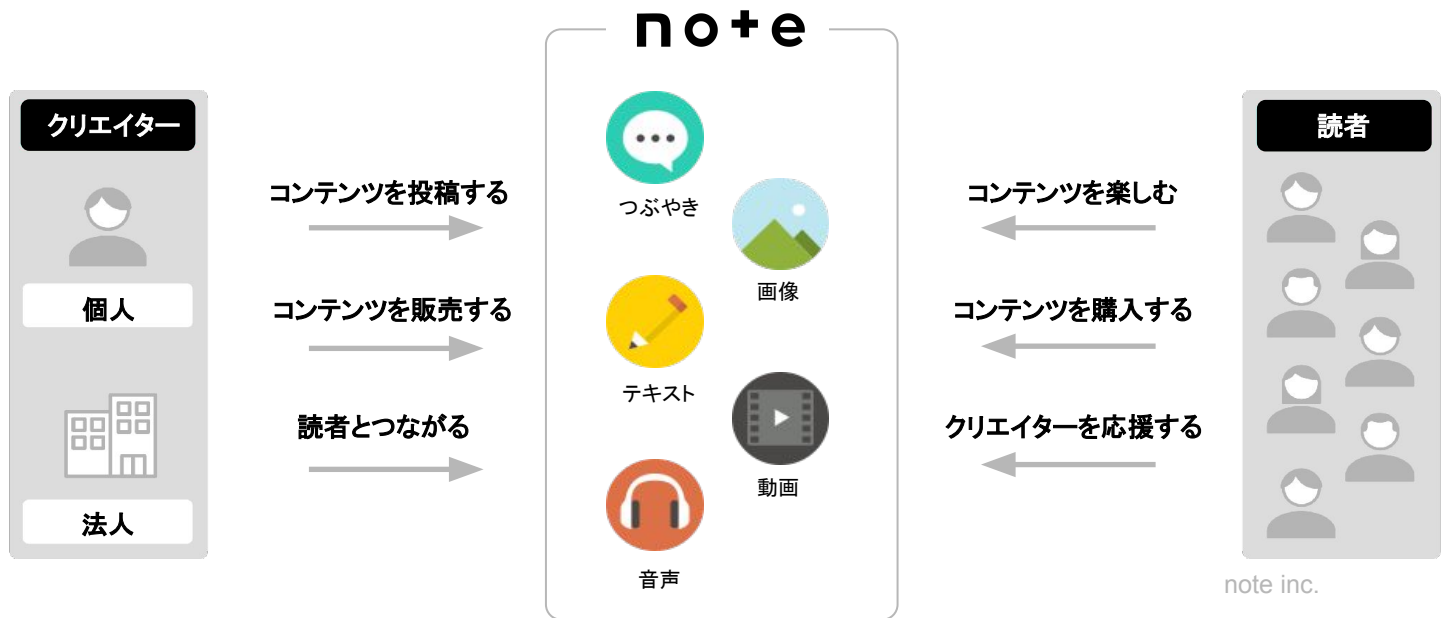 note
クリエイター
個人
法人
コンテンツを投稿する
コンテンツを販売する
読者とつながる
つぶやき
画像
テキスト
動画
音声
コンテンツを楽しむ
コンテンツを購入する
クリエイターを応援する
読者
note inc.